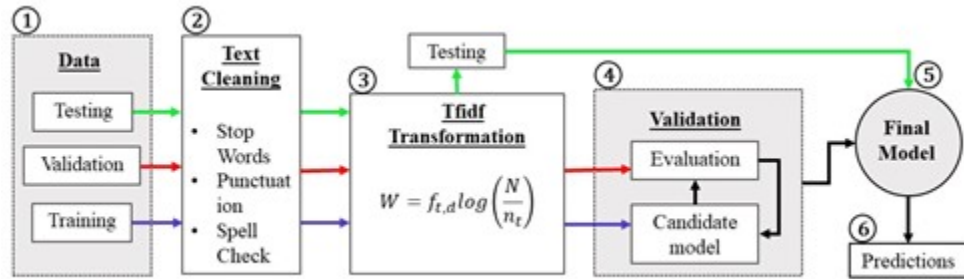 ①
Data
Testing
Validation
Training
②
Text
Cleaning
• Stop
Words
• Punctuat
ion
• Spell
Check
③
Tfidf
Transformation
W = f_{t,d}log(N/n_t)
Testing
④
Validation
Evaluation
Candidate
model
⑤
Final
Model
⑥
Predictions